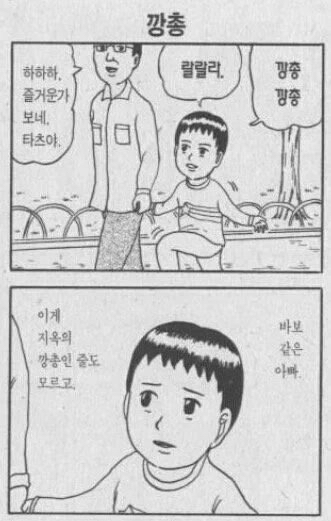 깡총
하하하.
즐거운가
보네.
타츠야.
랄랄라.
깡총
깡총
이게
지옥의
깡총인 줄도
모르고.
바보
같은
아빠.